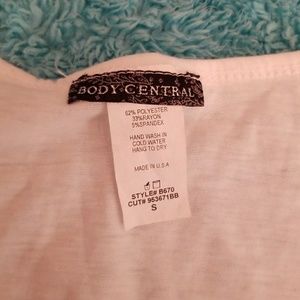 BODY CENTRAL
62% POLYESTER
33%RAYON
5%SPANDEX
HAND WASH IN
COLD WATER
HANG TO DRY
MADE IN U.S.A
STYLE# B670
CUT# 953671BB
S